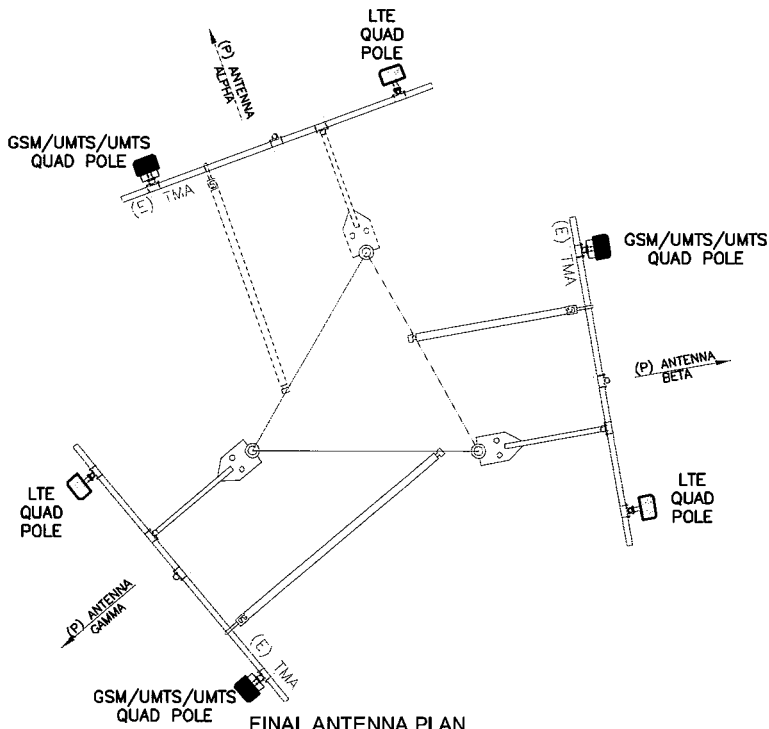 LTE
QUAD
POLE
(P) ANTENNA
ALPHA
GSM/UMTS/UMTS
QUAD POLE
(E) TMA
(E) TMA
GSM/UMTS/UMTS
QUAD POLE
(P) ANTENNA
BETA
LTE
QUAD
POLE
LTE
QUAD
POLE
(P) ANTENNA
GAMMA
(E) TMA
GSM/UMTS/UMTS
QUAD POLE
FINAL ANTENNA PLAN